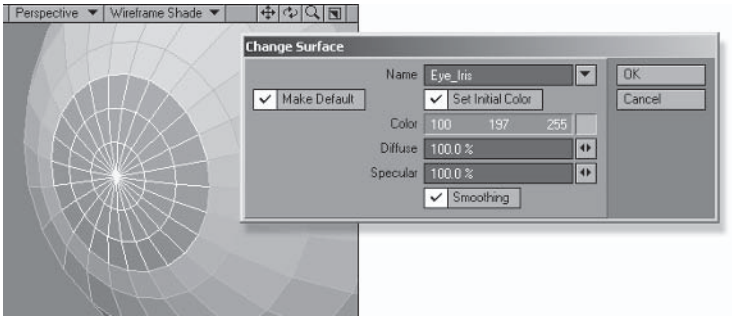 Perspective Wireframe Shade
Change Surface
Name Eye_Iris OK
Make Default Set Initial Color Cancel
Color 100 197 255
Diffuse 100.0 %
Specular 100.0 %
Smoothing